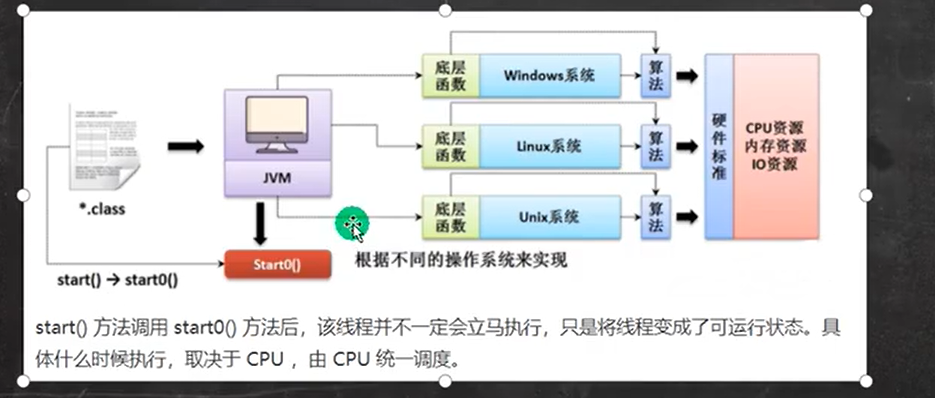 底层函数
Windows系统
算法
底层函数
Linux系统
算法
底层函数
Unix系统
算法
硬件标准
CPU资源
内存资源
IO资源
JVM
*.class
Start0()
start() → start0()
根据不同的操作系统来实现
start() 方法调用 start0() 方法后，该线程并不一定会立马执行，只是将线程变成了可运行状态。具
体什么时候执行，取决于 CPU ，由 CPU 统一调度。